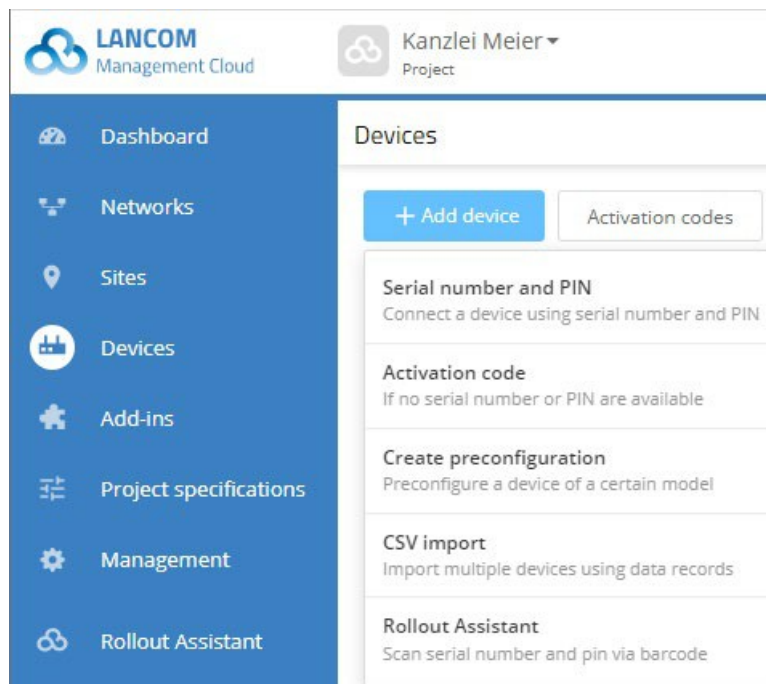 LANCOM
Management Cloud
Kanzlei Meier
Project
Dashboard
Networks
Sites
Devices
Add-ins
Project specifications
Management
Rollout Assistant
Devices
+ Add device
Activation codes
Serial number and PIN
Connect a device using serial number and PIN
Activation code
If no serial number or PIN are available
Create preconfiguration
Preconfigure a device of a certain model
CSV import
Import multiple devices using data records
Rollout Assistant
Scan serial number and pin via barcode